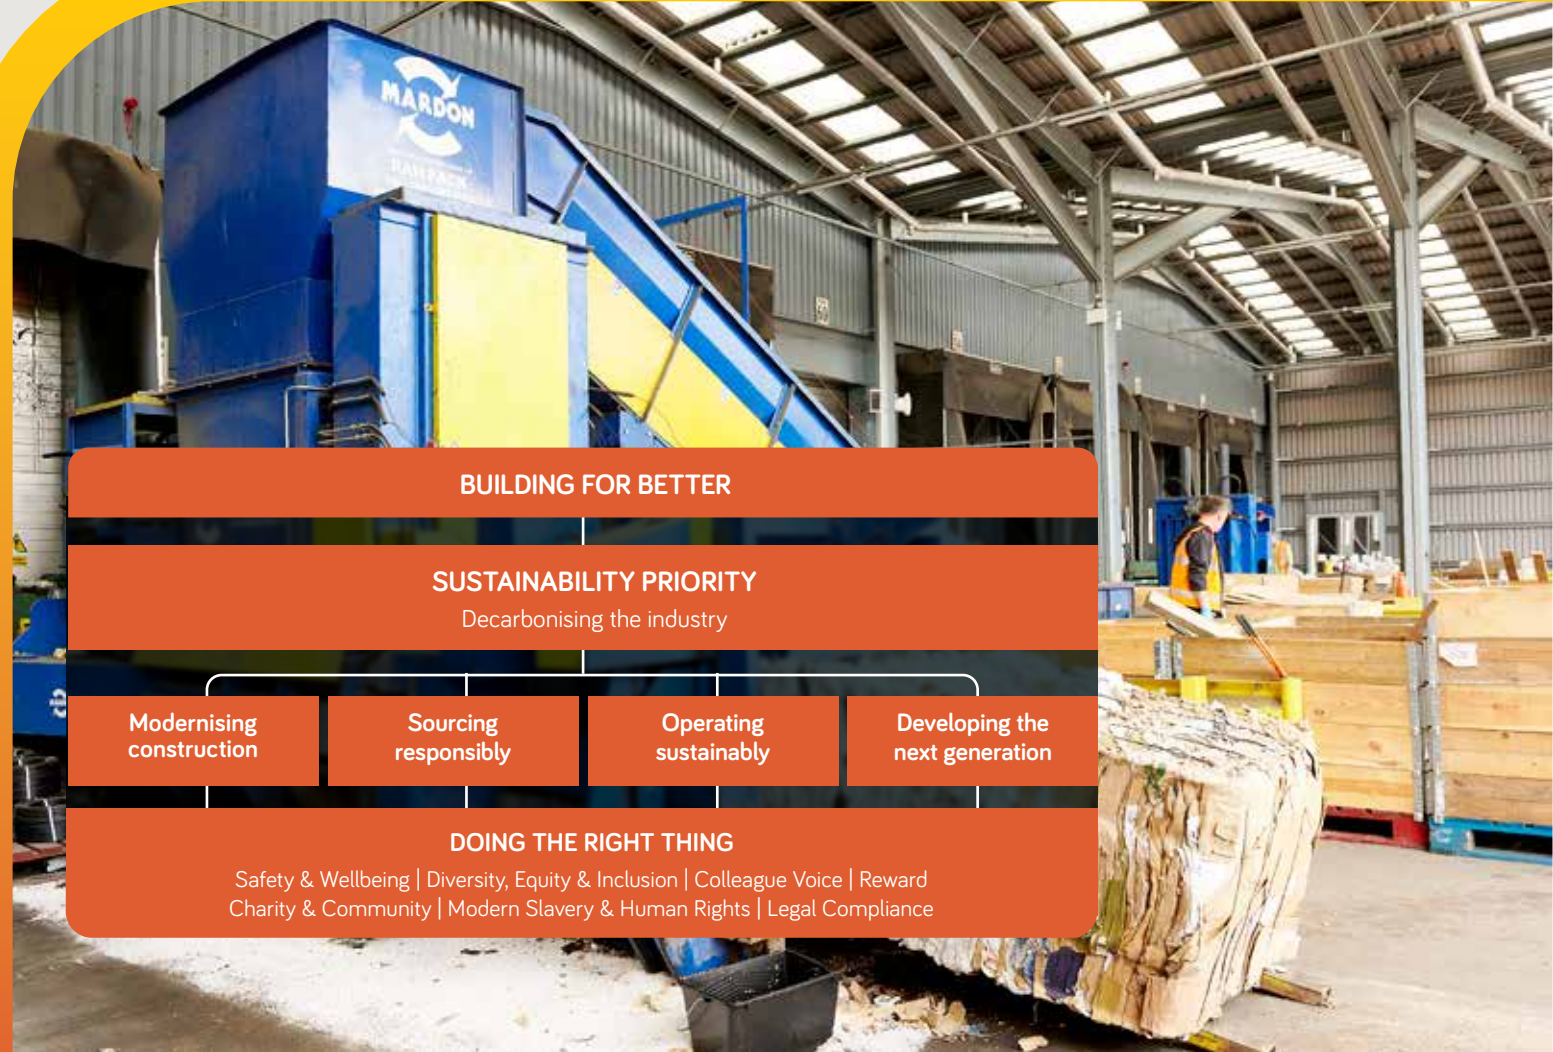 MARDON
BUILDING FOR BETTER
SUSTAINABILITY PRIORITY
Decarbonising the industry
Modernising
construction
Sourcing
responsibly
Operating
sustainably
Developing the
next generation
DOING THE RIGHT THING
Safety & Wellbeing | Diversity, Equity & Inclusion | Colleague Voice | Reward
Charity & Community | Modern Slavery & Human Rights | Legal Compliance